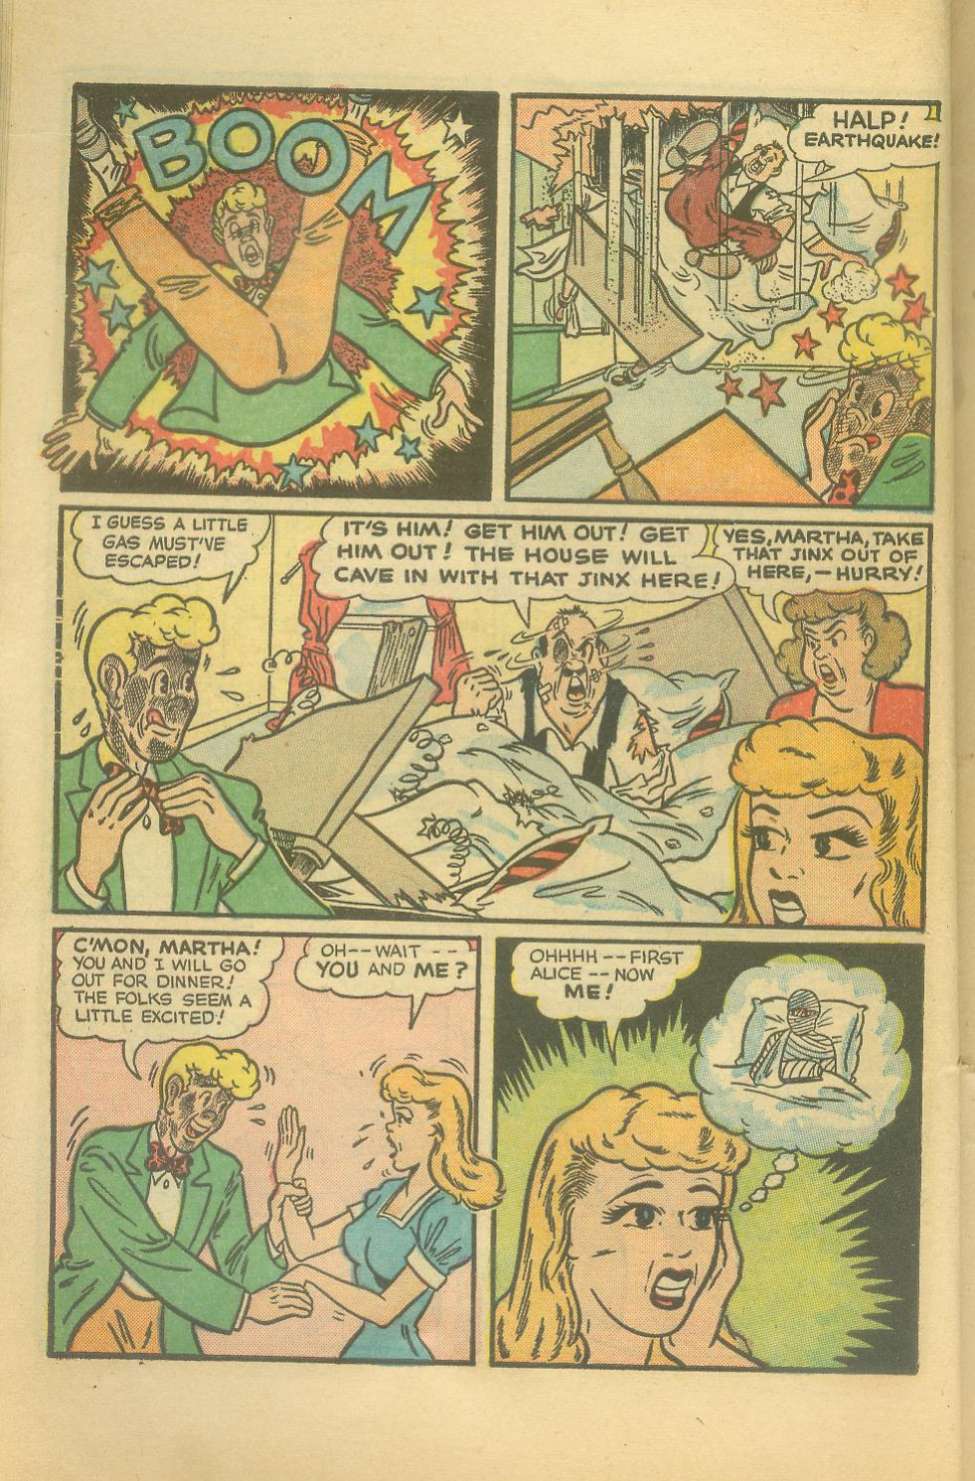 BOOM
HALP!
EARTHQUAKE!
I GUESS A LITTLE
GAS MUST'VE
ESCAPED!
IT'S HIM! GET HIM OUT! GET
HIM OUT! THE HOUSE WILL
CAVE IN WITH THAT JINX HERE!
YES, MARTHA, TAKE
THAT JINX OUT OF
HERE,—HURRY!
C'MON, MARTHA!
YOU AND I WILL GO
OUT FOR DINNER!
THE FOLKS SEEM A
LITTLE EXCITED!
OH--WAIT--
YOU AND ME?
OHHHH--FIRST
ALICE--NOW
ME!